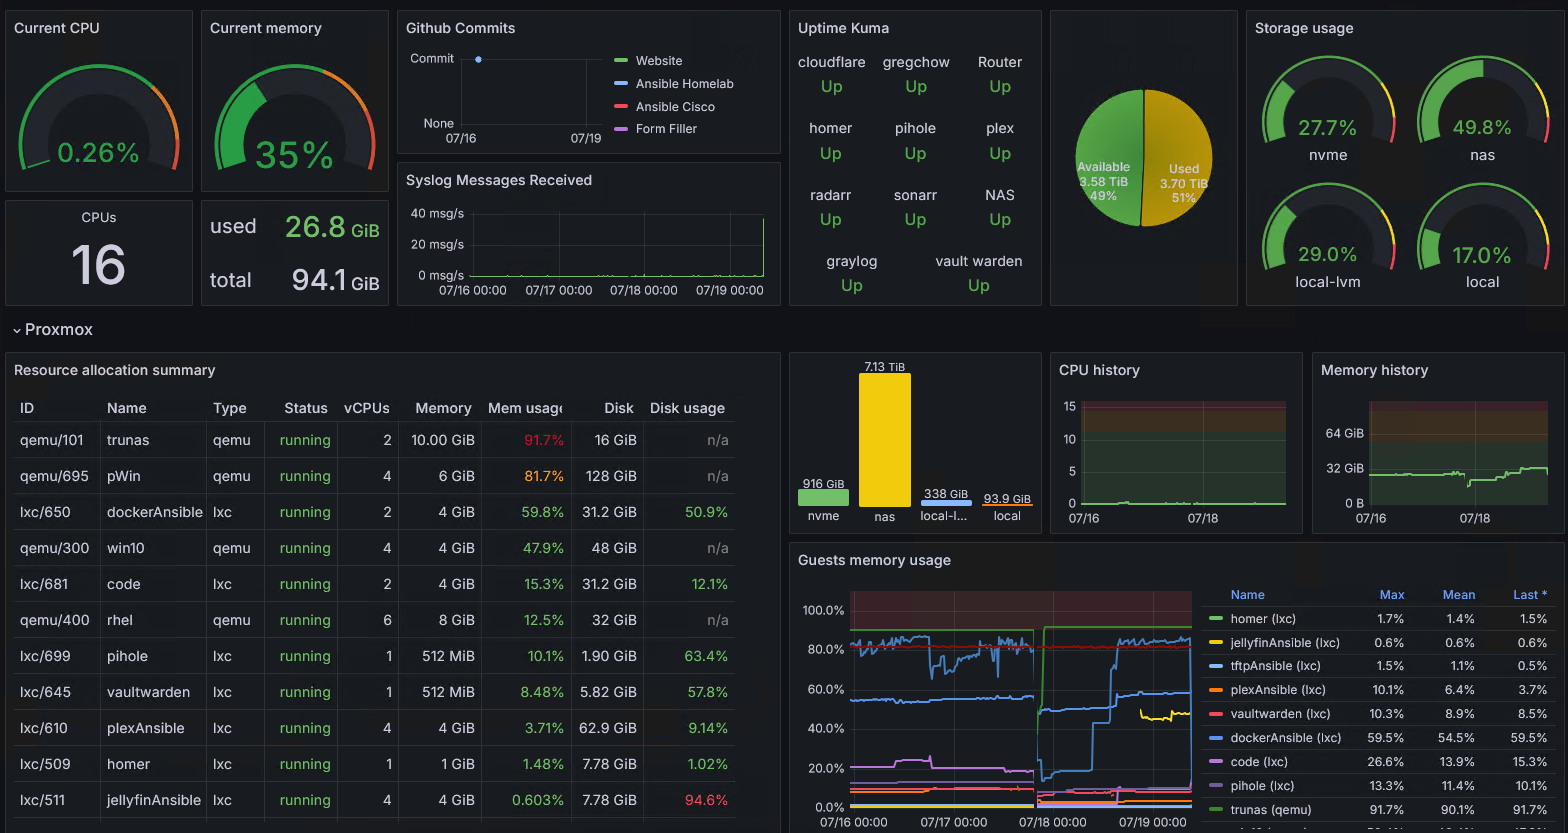 Current CPU
0.26%
Current memory
35%
CPUs
16
used 26.8 GiB
total 94.1 GiB
Github Commits
Commit
None
07/16 07/19
Website
Ansible Homelab
Ansible Cisco
Form Filler
Syslog Messages Received
40 msg/s
20 msg/s
0 msg/s
07/16 00:00 07/17 00:00 07/18 00:00 07/19 00:00
Uptime Kuma
cloudflare gregchow Router
Up Up Up
homer pihole plex
Up Up Up
radarr sonarr NAS
Up Up Up
graylog vault warden
Up Up
Available
3.58 TiB
49%
Used
3.70 TiB
51%
Storage usage
27.7% 49.8%
nvme nas
29.0% 17.0%
local-lvm local
Proxmox
Resource allocation summary
ID Name Type Status vCPUs Memory Mem usage Disk Disk usage
qemu/101 trunas qemu running 2 10.00 GiB 91.7% 16 GiB n/a
qemu/695 pWin qemu running 4 6 GiB 81.7% 128 GiB n/a
lxc/650 dockerAnsible lxc running 2 4 GiB 59.8% 31.2 GiB 50.9%
qemu/300 win10 qemu running 4 4 GiB 47.9% 48 GiB n/a
lxc/681 code lxc running 2 4 GiB 15.3% 31.2 GiB 12.1%
qemu/400 rhel qemu running 6 8 GiB 12.5% 32 GiB n/a
lxc/699 pihole lxc running 1 512 MiB 10.1% 1.90 GiB 63.4%
lxc/645 vaultwarden lxc running 1 512 MiB 8.48% 5.82 GiB 57.8%
lxc/610 plexAnsible lxc running 4 4 GiB 3.71% 62.9 GiB 9.14%
lxc/509 homer lxc running 1 1 GiB 1.48% 7.78 GiB 1.02%
lxc/511 jellyfinAnsible lxc running 4 4 GiB 0.603% 7.78 GiB 94.6%
7.13 TiB
916 GiB
338 GiB
93.9 GiB
nvme nas local-l... local
CPU history
15
10
5
0
07/16 07/18
Memory history
64 GiB
32 GiB
0 B
07/16 07/18
Guests memory usage
100.0%
80.0%
60.0%
40.0%
20.0%
0.0%
07/16 00:00 07/17 00:00 07/18 00:00 07/19 00:00
Name Max Mean Last *
homer (lxc) 1.7% 1.4% 1.5%
jellyfinAnsible (lxc) 0.6% 0.6% 0.6%
tftpAnsible (lxc) 1.5% 1.1% 0.5%
plexAnsible (lxc) 10.1% 6.4% 3.7%
vaultwarden (lxc) 10.3% 8.9% 8.5%
dockerAnsible (lxc) 59.5% 54.5% 59.5%
code (lxc) 26.6% 13.9% 15.3%
pihole (lxc) 13.3% 11.4% 10.1%
trunas (qemu) 91.7% 90.1% 91.7%